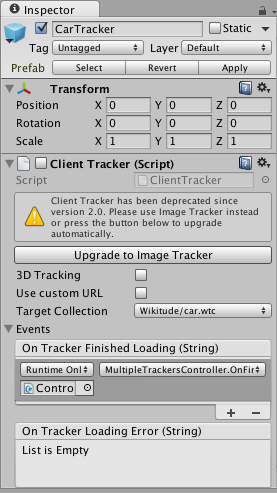 Inspector
CarTracker
Static
Tag Untagged Layer Default
Prefab Select Revert Apply
Transform
Position X 0 Y 0 Z 0
Rotation X 0 Y 0 Z 0
Scale X 1 Y 1 Z 1
Client Tracker (Script)
Script ClientTracker
Client Tracker has been deprecated since
version 2.0. Please use Image Tracker instead
or press the button below to upgrade
automatically.
Upgrade to Image Tracker
3D Tracking
Use custom URL
Target Collection Wikitude/car.wtc
Events
On Tracker Finished Loading (String)
Runtime Onl MultipleTrackersController.OnFir
Contro
+ −
On Tracker Loading Error (String)
List is Empty